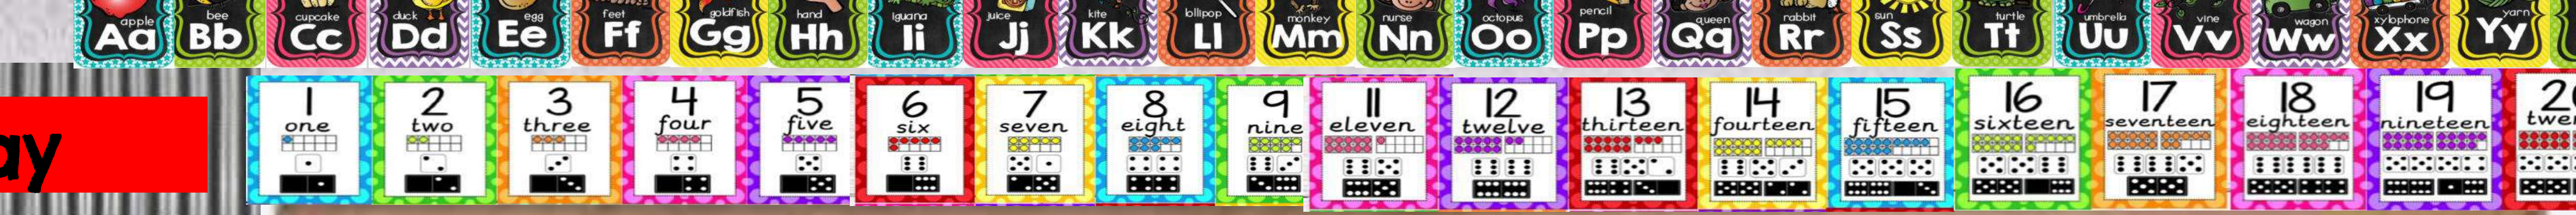 apple bee cupcake duck egg feet goldfish hand iguana juice kite lollipop monkey nurse octopus pencil queen rabbit sun turtle umbrella vine wagon xylophone yarn
Aa Bb Cc Dd Ee Ff Gg Hh Ii Jj Kk Ll Mm Nn Oo Pp Qq Rr Ss Tt Uu Vv Ww Xx Yy
ay
1 2 3 4 5 6 7 8 9 11 12 13 14 15 16 17 18 19
one two three four five six seven eight nine eleven twelve thirteen fourteen fifteen sixteen seventeen eighteen nineteen